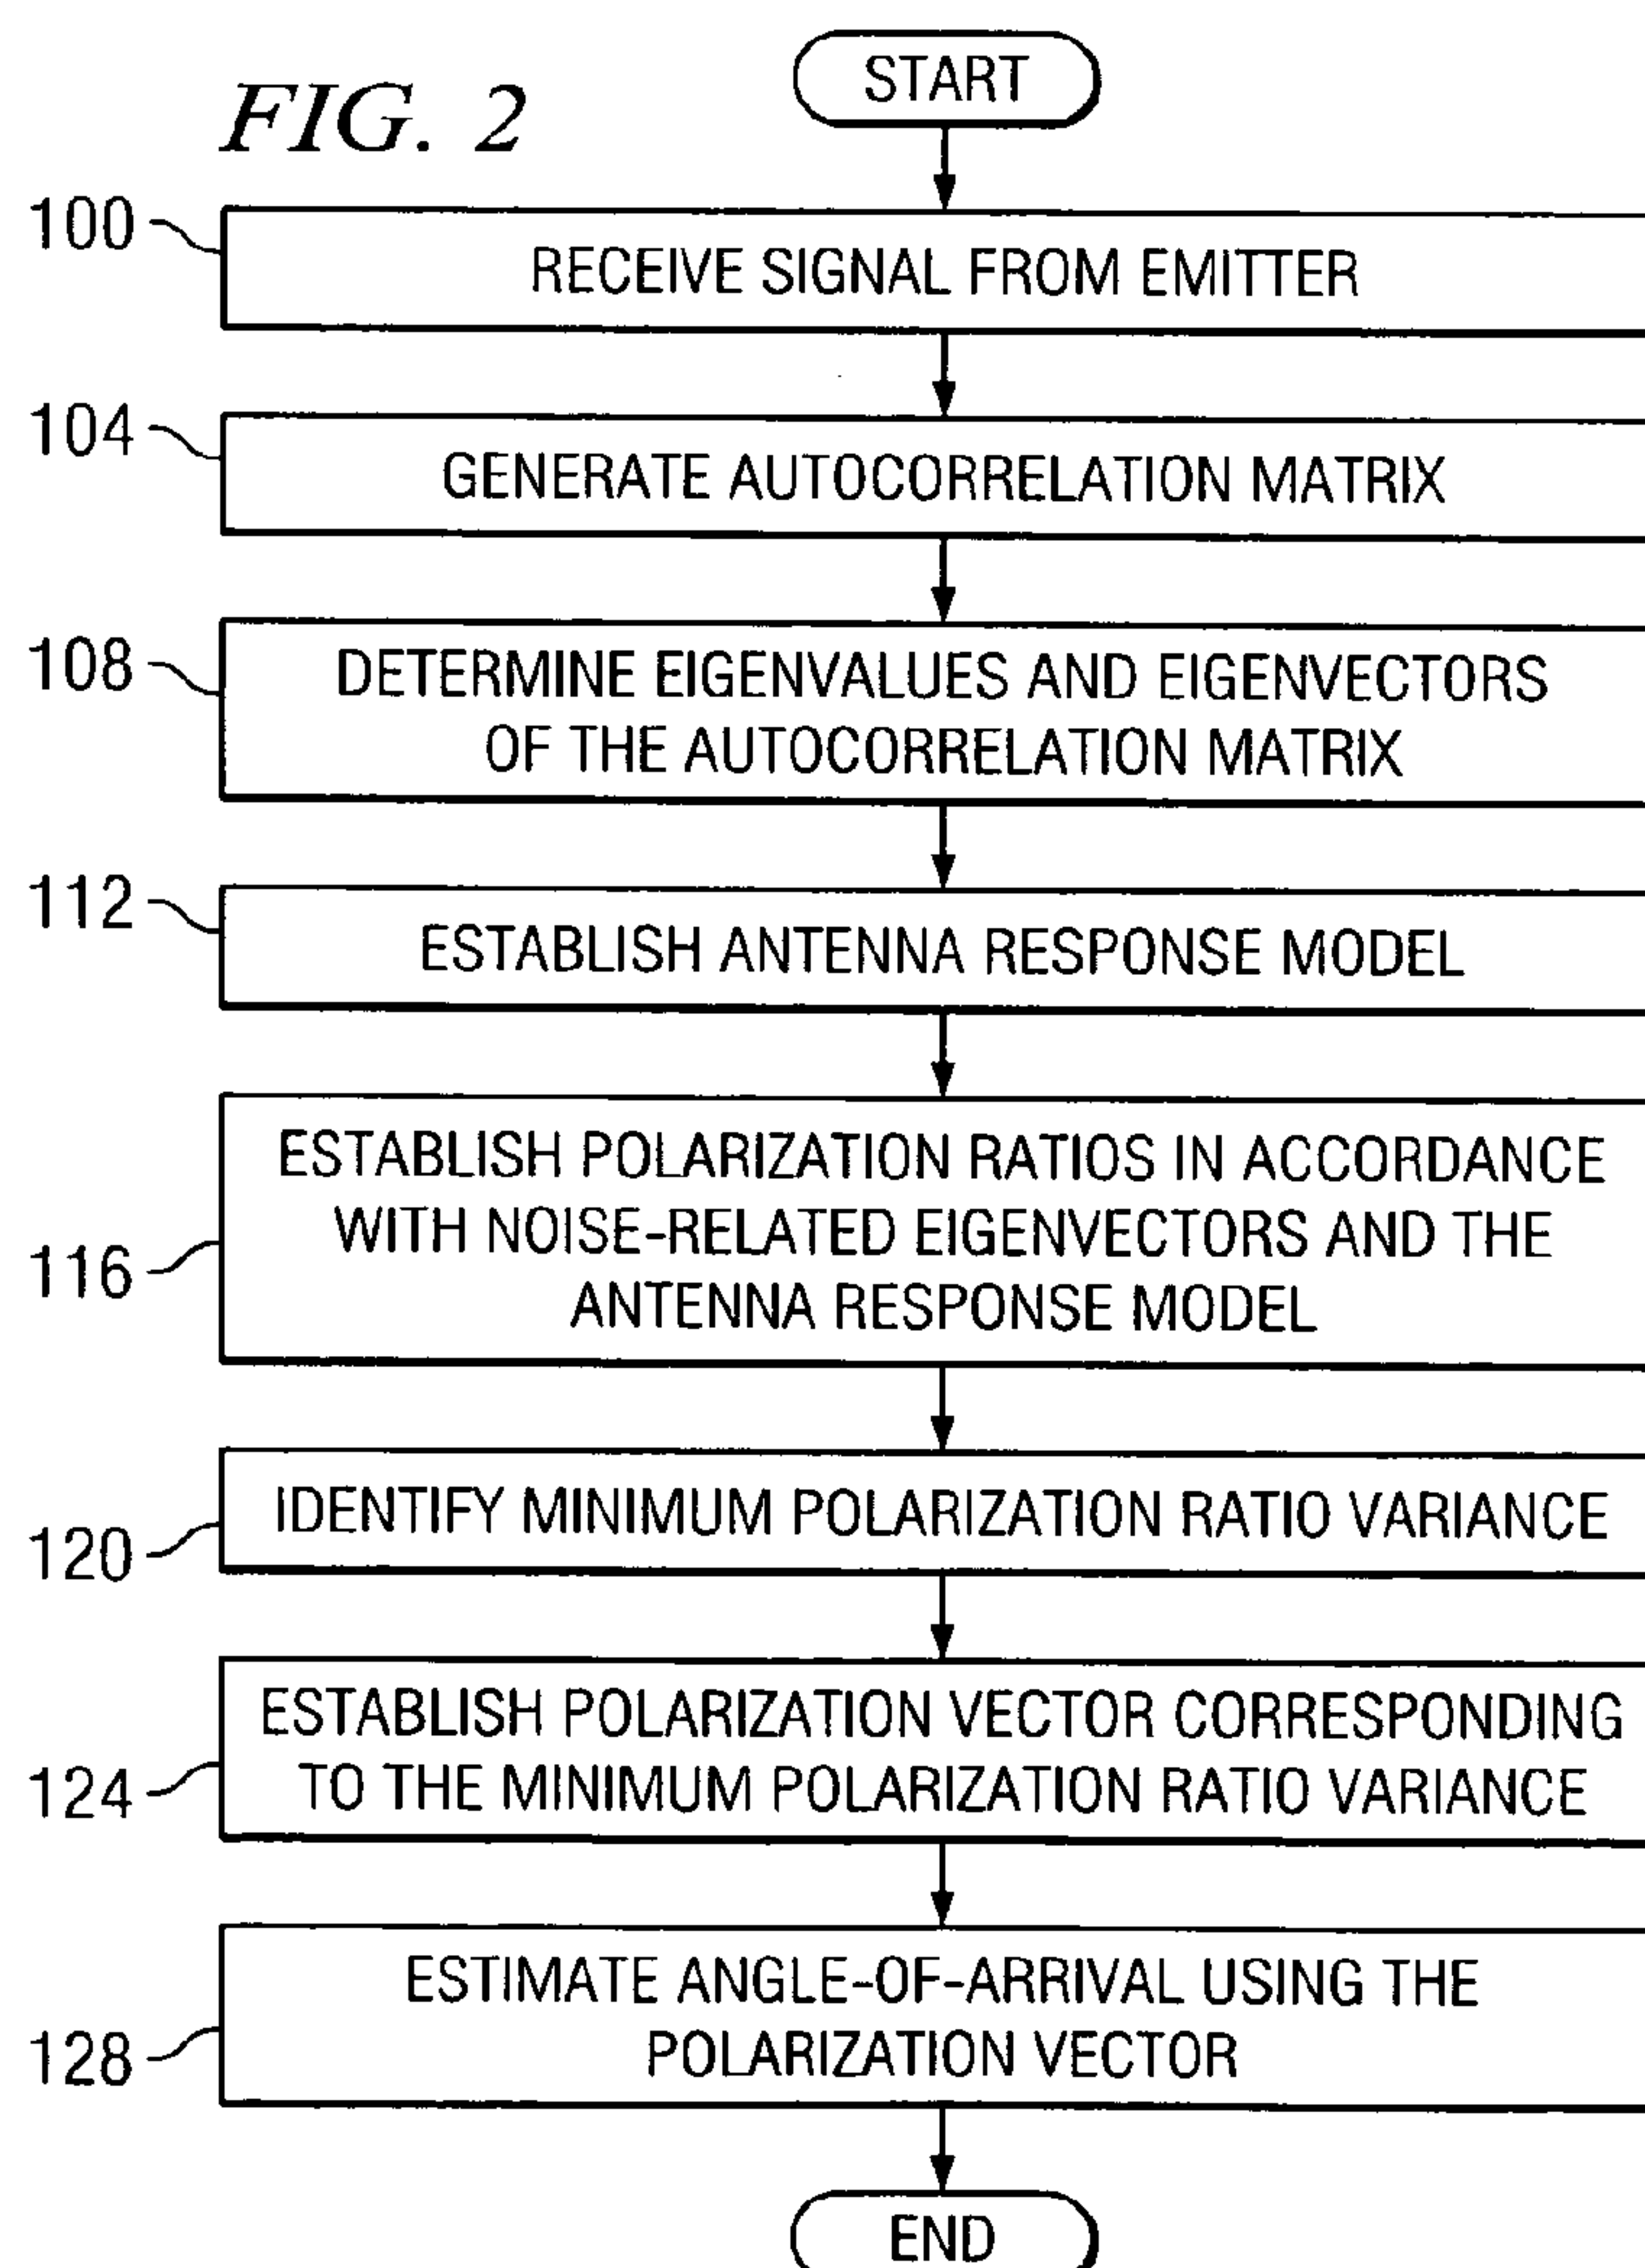 FIG. 2
START
100
RECEIVE SIGNAL FROM EMITTER
104
GENERATE AUTOCORRELATION MATRIX
108
DETERMINE EIGENVALUES AND EIGENVECTORS
OF THE AUTOCORRELATION MATRIX
112
ESTABLISH ANTENNA RESPONSE MODEL
116
ESTABLISH POLARIZATION RATIOS IN ACCORDANCE
WITH NOISE-RELATED EIGENVECTORS AND THE
ANTENNA RESPONSE MODEL
120
IDENTIFY MINIMUM POLARIZATION RATIO VARIANCE
124
ESTABLISH POLARIZATION VECTOR CORRESPONDING
TO THE MINIMUM POLARIZATION RATIO VARIANCE
128
ESTIMATE ANGLE-OF-ARRIVAL USING THE
POLARIZATION VECTOR
END